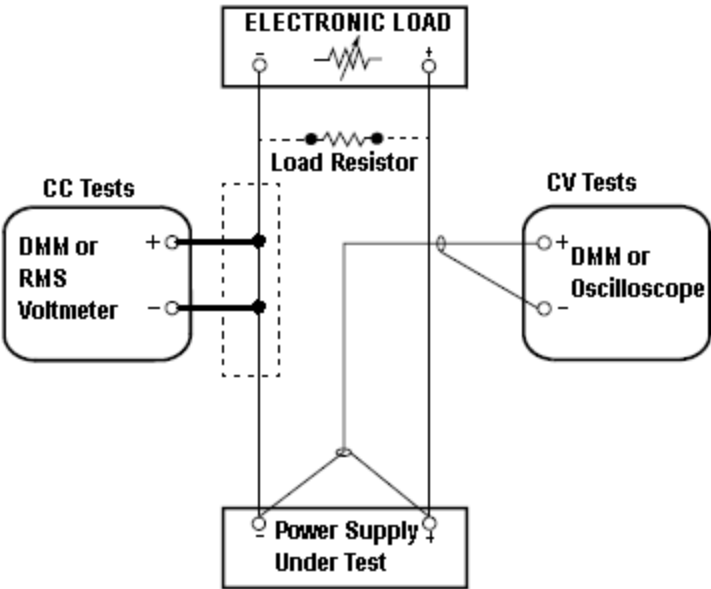 ELECTRONIC LOAD
- +
Load Resistor
CC Tests
CV Tests
DMM or
RMS
Voltmeter
+
-
+
-
DMM or
Oscilloscope
Power Supply
Under Test
- +